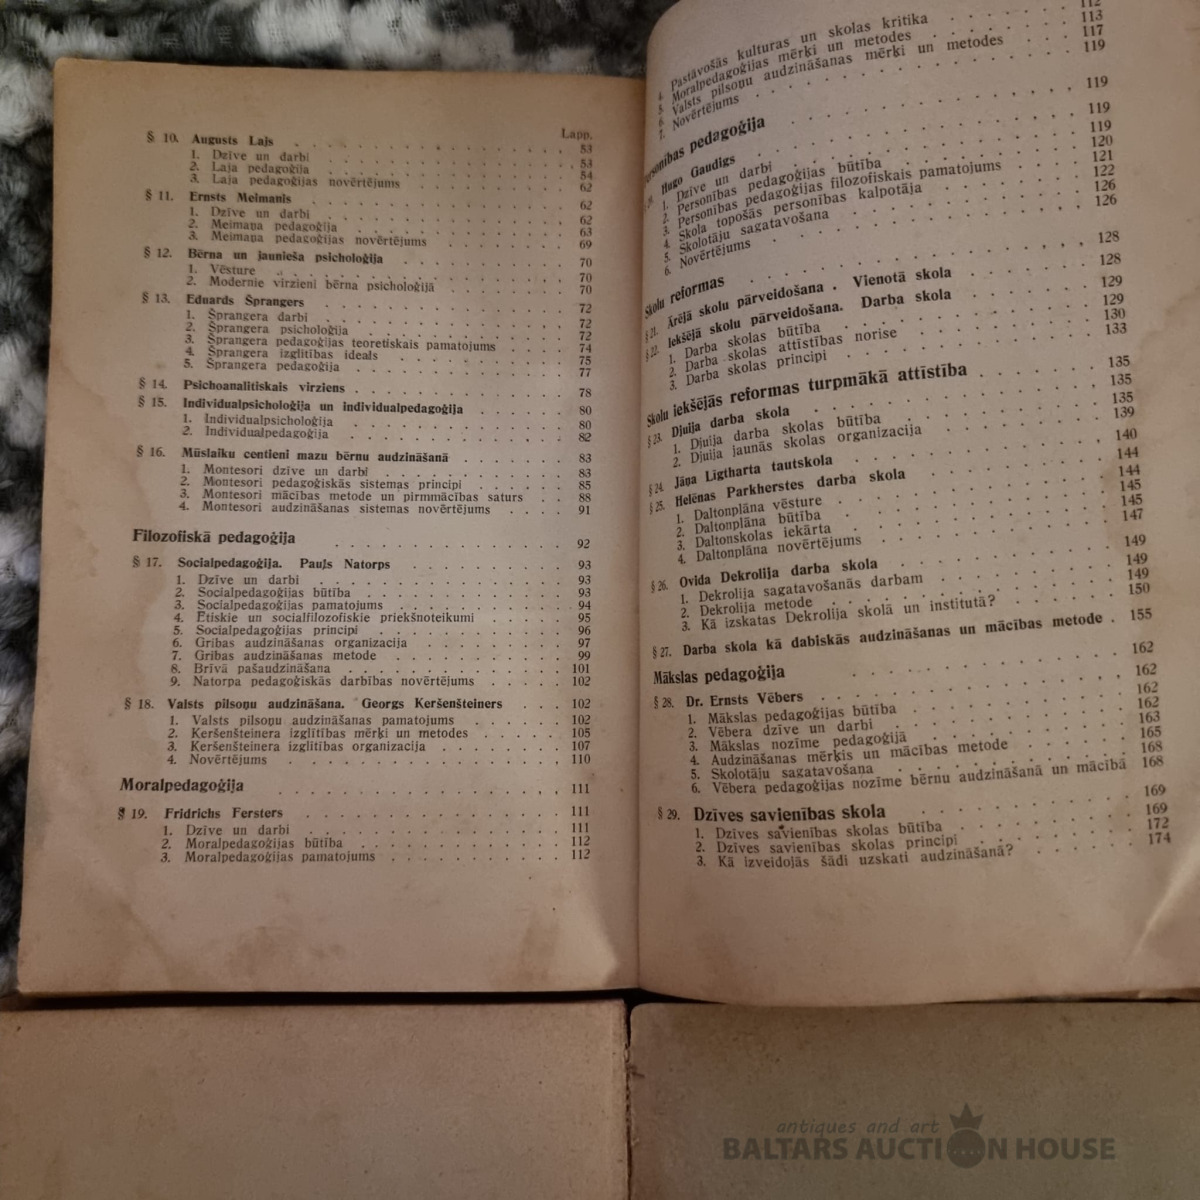 Lapp.
§ 10. Augusts Lajs . . . . . . . . . . . . 53
1. Dzīve un darbi . . . . . . . . . . . . 53
2. Laja pedagoģija . . . . . . . . . . . . 54
3. Laja pedagoģijas novērtējums . . . . . . . 62
§ 11. Ernsts Meimanis . . . . . . . . . . . . 62
1. Dzīve un darbi . . . . . . . . . . . . 62
2. Meimaņa pedagoģija . . . . . . . . . . 63
3. Meimaņa pedagoģijas novērtējums . . . . . . 69
§ 12. Bērna un jaunieša psicholoģija . . . . . . . 70
1. Vēsture . . . . . . . . . . . . 70
2. Modernie virzieni bērna psicholoģijā . . . . . 70
§ 13. Eduards Šprangers . . . . . . . . . . . 72
1. Šprangera darbi . . . . . . . . . . . 72
2. Šprangera psicholoģija . . . . . . . . . 72
3. Šprangera pedagoģijas teoretiskais pamatojums . . . 74
4. Šprangera izglītības ideals . . . . . . . . 75
5. Šprangera pedagoģija . . . . . . . . . 77
§ 14. Psichoanalitiskais virziens . . . . . . . . . 78
§ 15. Individualpsicholoģija un individualpedagoģija . . . . . 80
1. Individualpsicholoģija . . . . . . . . . 80
2. Individualpedagoģija . . . . . . . . . . 82
§ 16. Mūslaiku centieni mazu bērnu audzināšanā . . . . . 83
1. Montesori dzīve un darbi . . . . . . . . 83
2. Montesori pedagoģiskās sistemas principi . . . . . 85
3. Montesori mācības metode un pirmmācības saturs . . 88
4. Montesori audzināšanas sistemas novērtējums . . . . 91
Filozofiskā pedagoģija . . . . . . . . . . . . 92
§ 17. Socialpedagoģija. Pauls Natorps . . . . . . . 93
1. Dzīve un darbi . . . . . . . . . . . 93
2. Socialpedagoģijas būtība . . . . . . . . . 93
3. Socialpedagoģijas pamatojums . . . . . . . 94
4. Ētiskie un socialfilozofiskie priekšnoteikumi . . . . 95
5. Socialpedagoģijas principi . . . . . . . . 96
6. Gribas audzināšanas organizacija . . . . . . . 97
7. Gribas audzināšanas metode . . . . . . . . 99
8. Brīvā pašaudzināšana . . . . . . . . . . 101
9. Natorpa pedagoģiskās darbības novērtējums . . . . . 102
§ 18. Valsts pilsoņu audzināšana. Georgs Keršenšteiners . . . . 102
1. Valsts pilsoņu audzināšanas pamatojums . . . . . 102
2. Keršenšteinera izglītības mērķi un metodes . . . . . 105
3. Keršenšteinera izglītības organizacija . . . . . . . 107
4. Novērtējums . . . . . . . . . . . . 110
Moralpedagoģija . . . . . . . . . . . . . 111
§ 19. Fridrichs Fersters . . . . . . . . . . . 111
1. Dzīve un darbi . . . . . . . . . . . 111
2. Moralpedagoģijas būtība . . . . . . . . . 112
3. Moralpedagoģijas pamatojums . . . . . . . . 112
4. Pastāvošās kulturas un skolas kritika . . . . . 112
5. Moralpedagoģijas mērķi un metodes . . . . . 113
6. Valsts pilsoņu audzināšanas mērķi un metodes . . . 117
7. Novērtējums . . . . . . . . . . . . 119
Personības pedagoģija . . . . . . . . . . . . 119
Hugo Gaudigs . . . . . . . . . . . . 119
1. Dzīve un darbi . . . . . . . . . . . 119
2. Personības pedagoģijas būtība . . . . . . . 120
3. Personības pedagoģijas filozofiskais pamatojums . . . 121
4. Skola topošās personības kalpotāja . . . . . . 122
5. Skolotāju sagatavošana . . . . . . . . . 126
6. Novērtējums . . . . . . . . . . . . 126
Skolu reformas . . . . . . . . . . . . . 128
§ 21. Ārējā skolu pārveidošana. Vienotā skola . . . . . 128
§ 22. Iekšējā skolu pārveidošana. Darba skola . . . . . 129
1. Darba skolas būtība . . . . . . . . . . 129
2. Darba skolas attīstības norise . . . . . . . 130
3. Darba skolas principi . . . . . . . . . . 133
Skolu iekšējās reformas turpmākā attīstība . . . . . . 135
§ 23. Djuija darba skola . . . . . . . . . . . 135
1. Djuija darba skolas būtība . . . . . . . . 135
2. Djuija jaunās skolas organizacija . . . . . . . 139
§ 24. Jāņa Ligtharta tautskola . . . . . . . . . . 140
§ 25. Helēnas Parkherstes darba skola . . . . . . . 144
1. Daltonplāna vēsture . . . . . . . . . . 144
2. Daltonplāna būtība . . . . . . . . . . 145
3. Daltonskolas iekārta . . . . . . . . . . 145
4. Daltonplāna novērtējums . . . . . . . . . 147
§ 26. Ovida Dekrolija darba skola . . . . . . . . 149
1. Dekrolija sagatavošanās darbam . . . . . . . 149
2. Dekrolija metode . . . . . . . . . . . 149
3. Kā izskatas Dekrolija skolā un institutā? . . . . . 150
§ 27. Darba skola kā dabiskās audzināšanas un mācības metode . 155
Mākslas pedagoģija . . . . . . . . . . . . 162
§ 28. Dr. Ernsts Vēbers . . . . . . . . . . . 162
1. Mākslas pedagoģijas būtība . . . . . . . . 162
2. Vēbera dzīve un darbi . . . . . . . . . 162
3. Mākslas nozīme pedagoģijā . . . . . . . . 163
4. Audzināšanas mērķis un mācības metode . . . . . 165
5. Skolotāju sagatavošana . . . . . . . . . 168
6. Vēbera pedagoģijas nozīme bērnu audzināšanā un mācībā 168
§ 29. Dzīves savienības skola . . . . . . . . . . 169
1. Dzīves savienības skolas būtība . . . . . . . 169
2. Dzīves savienības skolas principi . . . . . . . 172
3. Kā izveidojās šādi uzskati audzināšanā? . . . . . 174
antiques and art
BALTARS AUCTION HOUSE